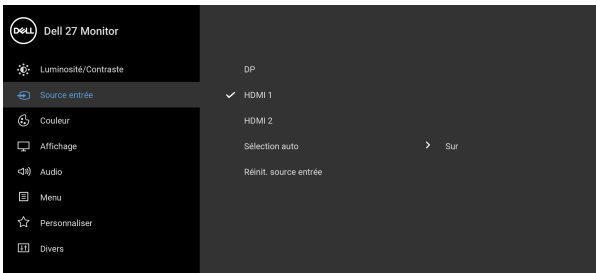 DELL Dell 27 Monitor
Luminosité/Contraste DP
Source entrée HDMI 1
Couleur HDMI 2
Affichage Sélection auto Sur
Audio Réinit. source entrée
Menu
Personnaliser
Divers